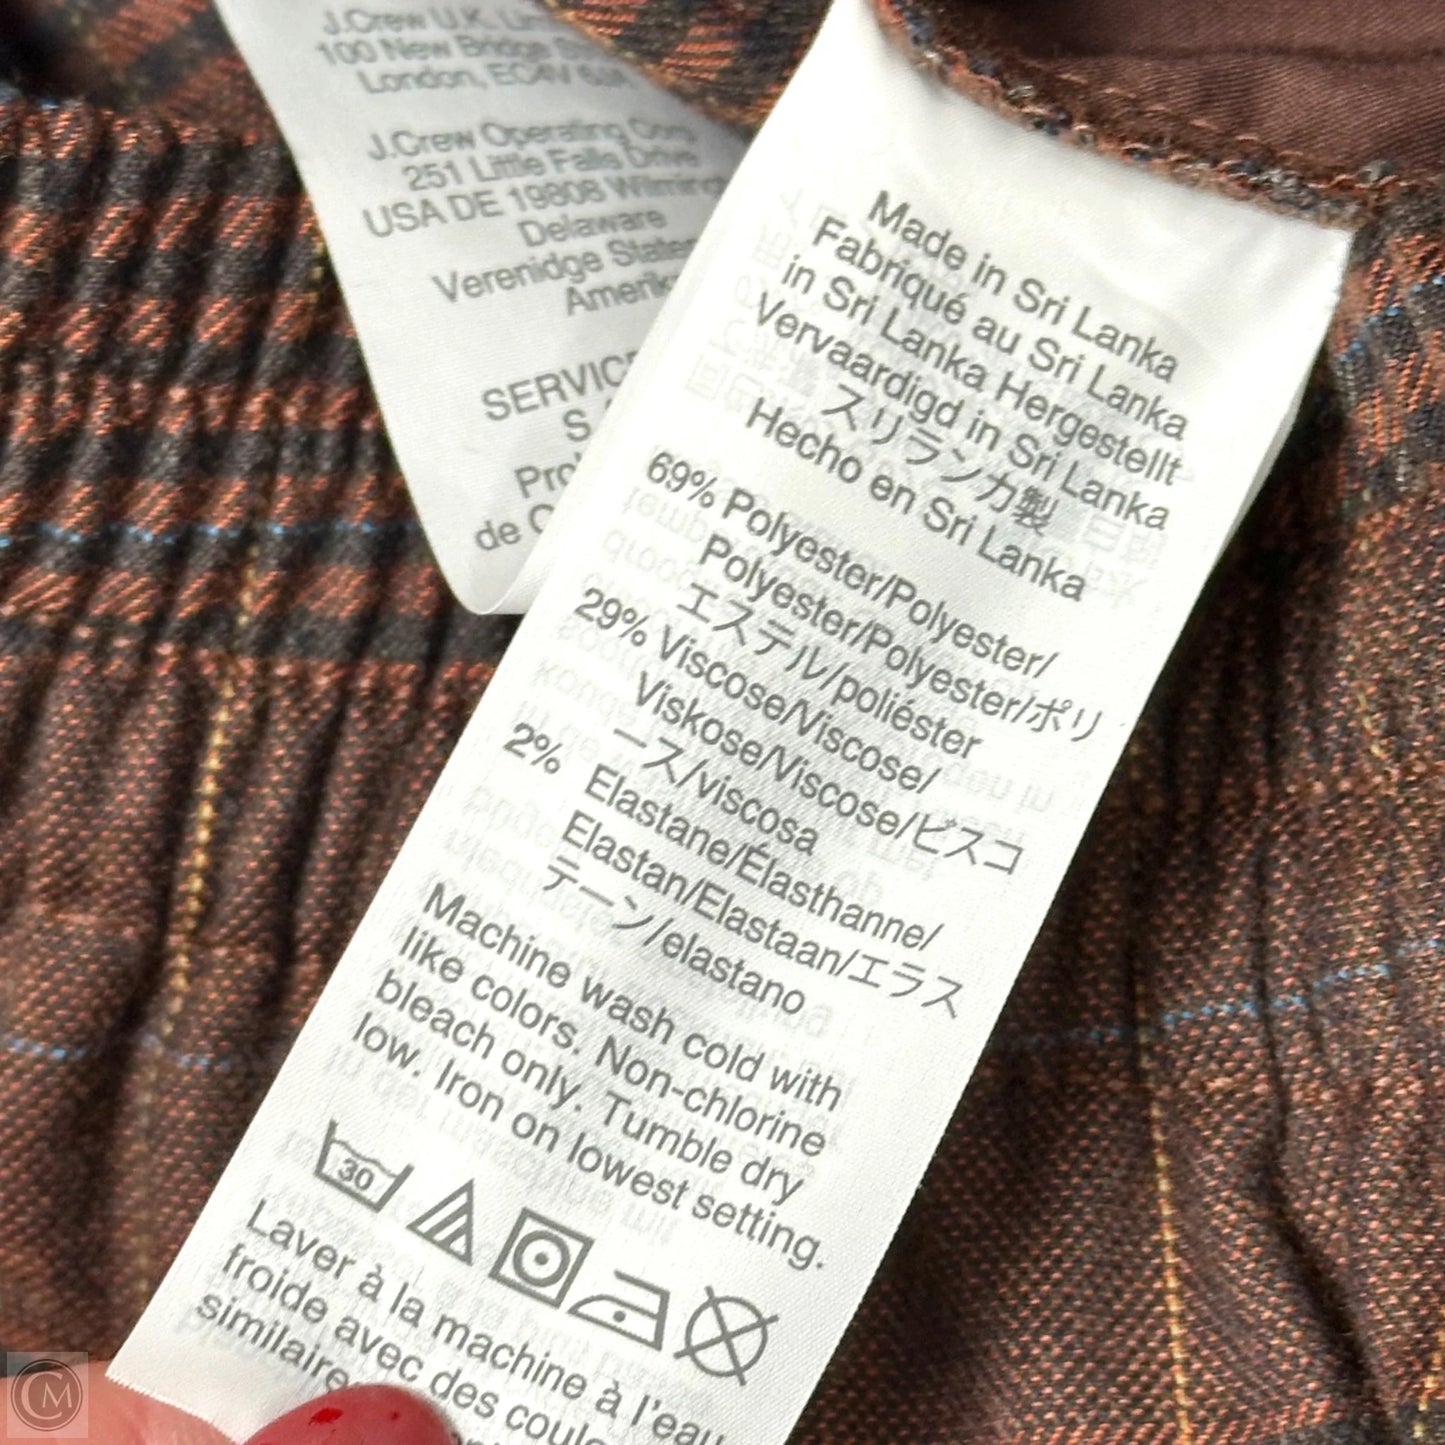 J.Crew U.K.
100 New Bridge
London, EC4V
J.Crew Operating Corp
251 Little Falls Drive
USA DE 19808
Delaware
Verenidge
SERVIC
S
de C
Made in Sri Lanka
Fabriqué au Sri Lanka
in Sri Lanka Hergestellt
Vervaardigd in Sri Lanka
スリランカ製
Hecho en Sri Lanka
69% Polyester/Polyester/
Polyester/Polyester/ポリ
エステル/poliéster
29% Viscose/Viscose/
Viskose/Viscose/ビスコ
ース/viscosa
2% Elastane/Élasthanne/
Elastan/Elastaan/エラス
テーン/elastano
Machine wash cold with
like colors. Non-chlorine
bleach only. Tumble dry
low. Iron on lowest setting.
30
Laver à la machine à l'eau
froide avec des
similaire
CM